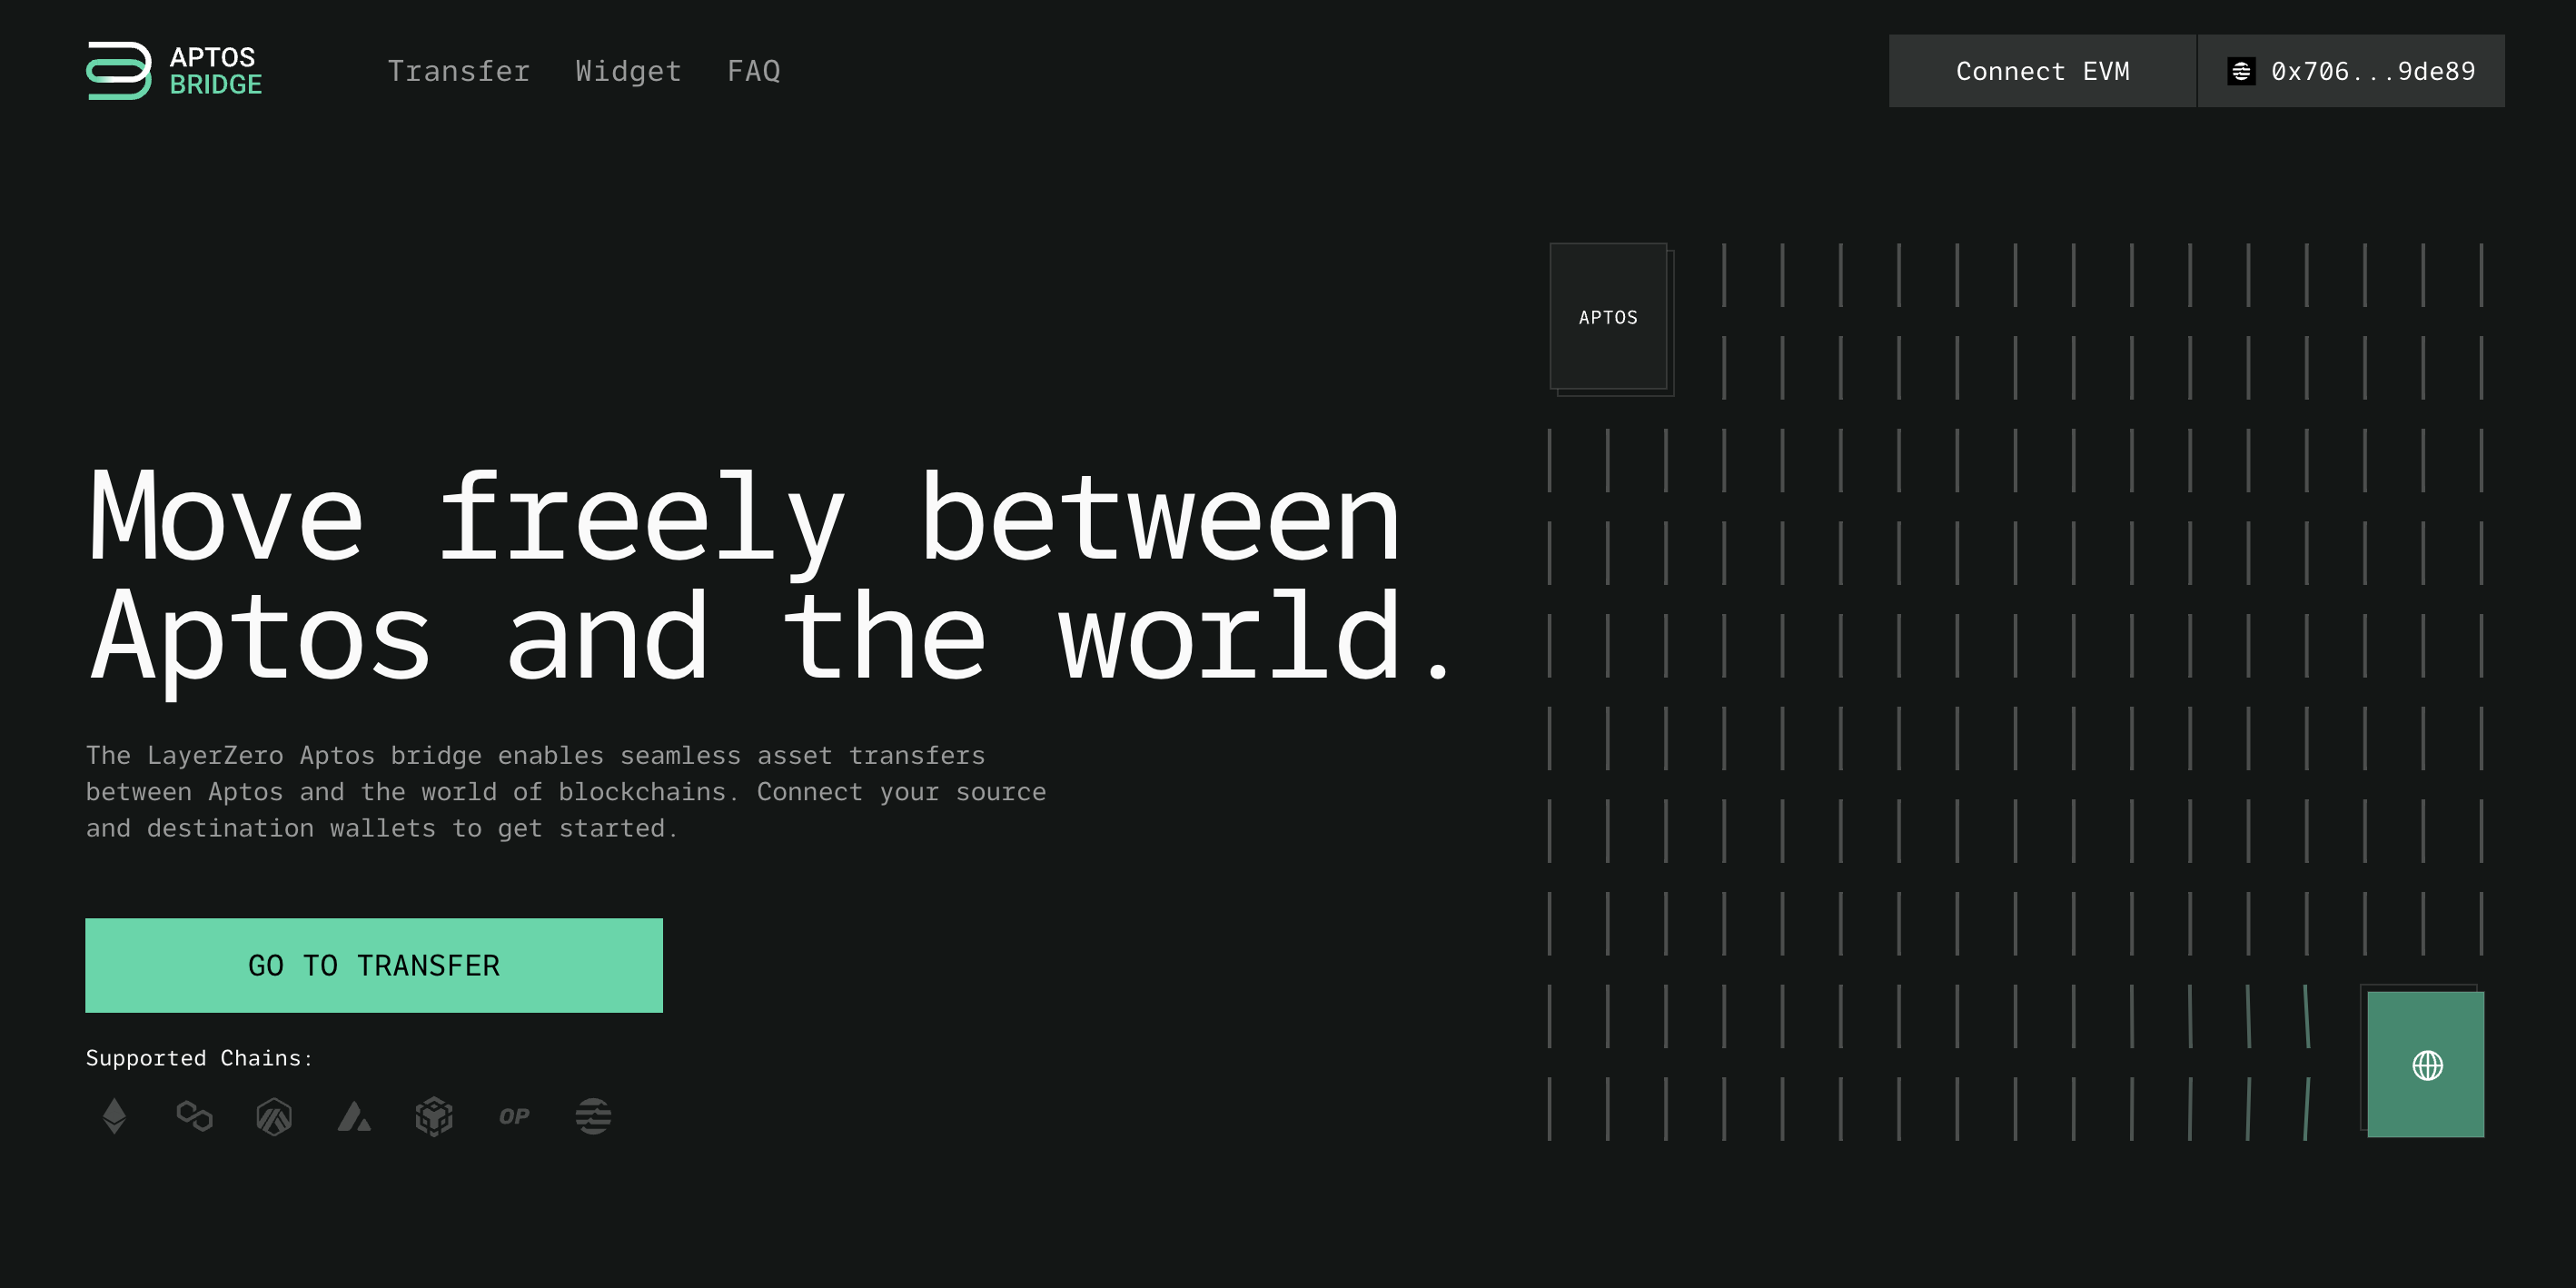 APTOS
BRIDGE
Transfer Widget FAQ
Connect EVM 0x706...9de89
APTOS
Move freely between
Aptos and the world.
The LayerZero Aptos bridge enables seamless asset transfers
between Aptos and the world of blockchains. Connect your source
and destination wallets to get started.
GO TO TRANSFER
Supported Chains:
OP